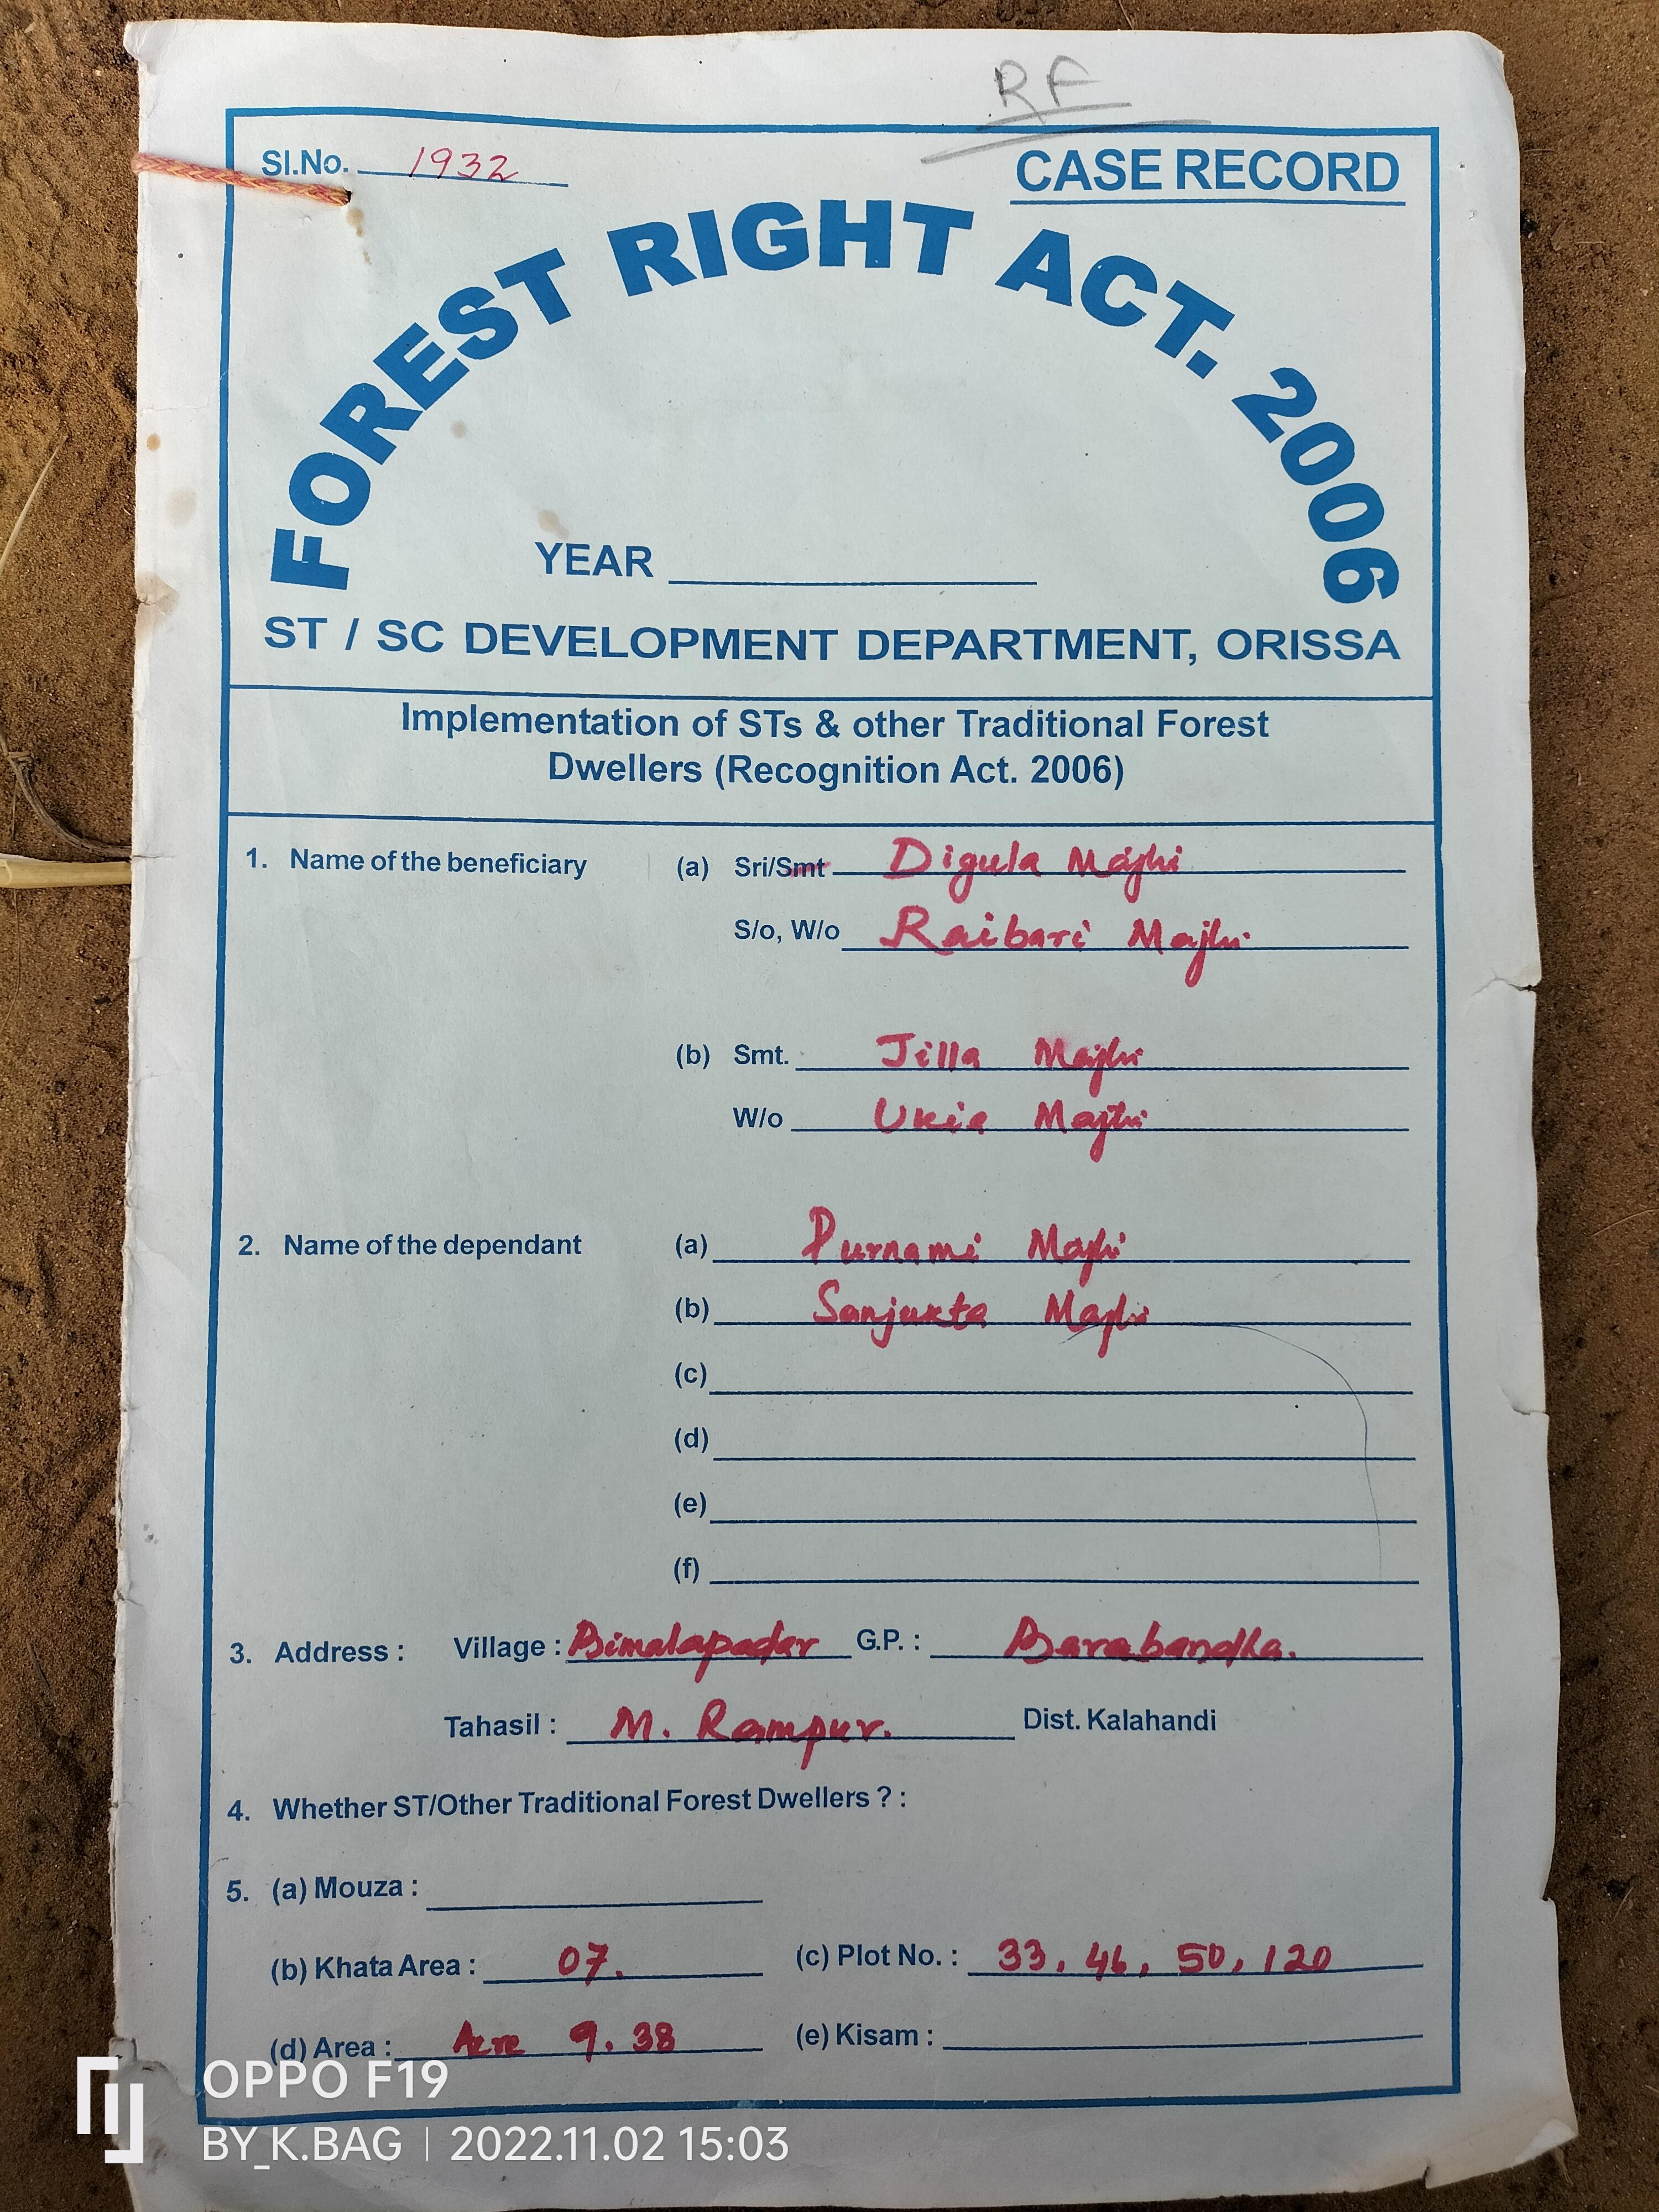 RF
Sl.No. 1932
CASE RECORD
FOREST RIGHT ACT. 2006
YEAR
ST / SC DEVELOPMENT DEPARTMENT, ORISSA
Implementation of STs & other Traditional Forest
Dwellers (Recognition Act. 2006)
1. Name of the beneficiary (a) Sri/Smt Digula Majhi
S/o, W/o Raibari Majhi
(b) Smt. Jilla Majhi
W/o Ukia Majhi
2. Name of the dependant (a) Purnami Majhi
(b) Sanjukta Majhi
(c)
(d)
(e)
(f)
3. Address : Village : Bimalapadar G.P. : Barabandha.
Tahasil : M. Rampur. Dist. Kalahandi
4. Whether ST/Other Traditional Forest Dwellers ? :
5. (a) Mouza :
(b) Khata Area : 07. (c) Plot No. : 33, 46, 50, 120
(d) Area : Acre 9.38 (e) Kisam :
OPPO F19
BY_K.BAG | 2022.11.02 15:03